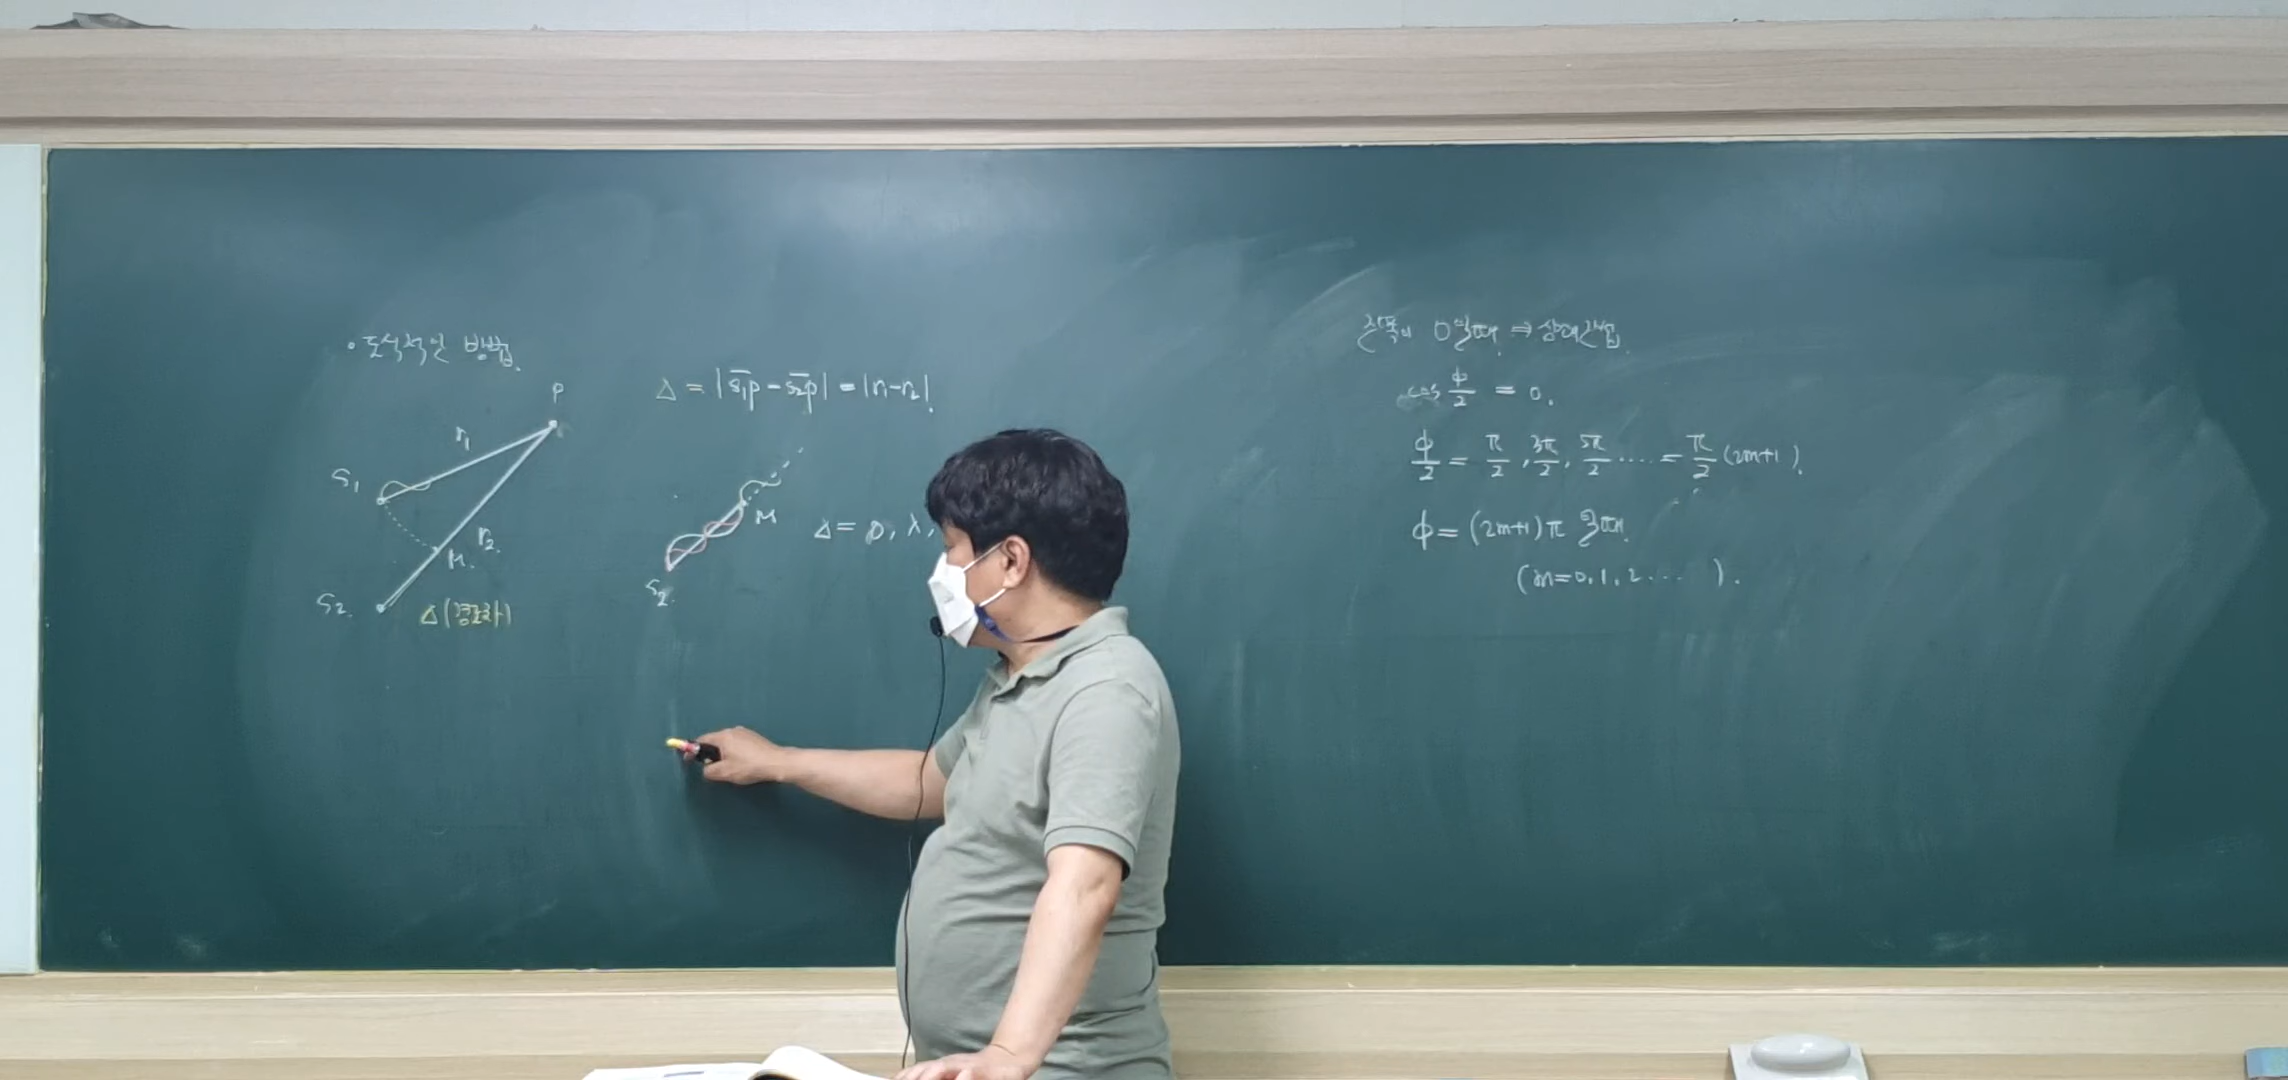 • 도식적인 방법.
P
r₁
S₁
r₂.
M.
S₂.
Δ(경로차)
Δ = |S̅₁P̅ - S̅₂P̅| = |r₁-r₂|.
M
S₂.
Δ= 0, λ,
진폭이 0일때. ⇒ 상쇄간섭.
cos φ/2 = 0.
φ/2 = π/2, 3π/2, 5π/2 .... = π/2 (2m+1).
φ = (2m+1)π 일때.
(m=0, 1, 2 ... ).